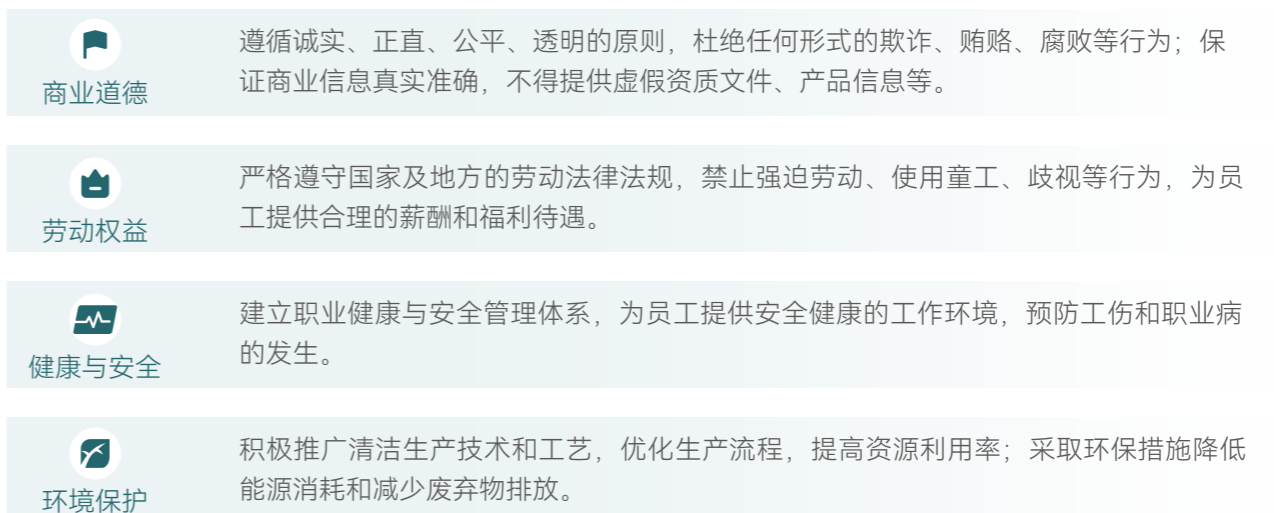 商业道德
遵循诚实、正直、公平、透明的原则，杜绝任何形式的欺诈、贿赂、腐败等行为；保
证商业信息真实准确，不得提供虚假资质文件、产品信息等。
劳动权益
严格遵守国家及地方的劳动法律法规，禁止强迫劳动、使用童工、歧视等行为，为员
工提供合理的薪酬和福利待遇。
健康与安全
建立职业健康与安全管理体系，为员工提供安全健康的工作环境，预防工伤和职业病
的发生。
环境保护
积极推广清洁生产技术和工艺，优化生产流程，提高资源利用率；采取环保措施降低
能源消耗和减少废弃物排放。